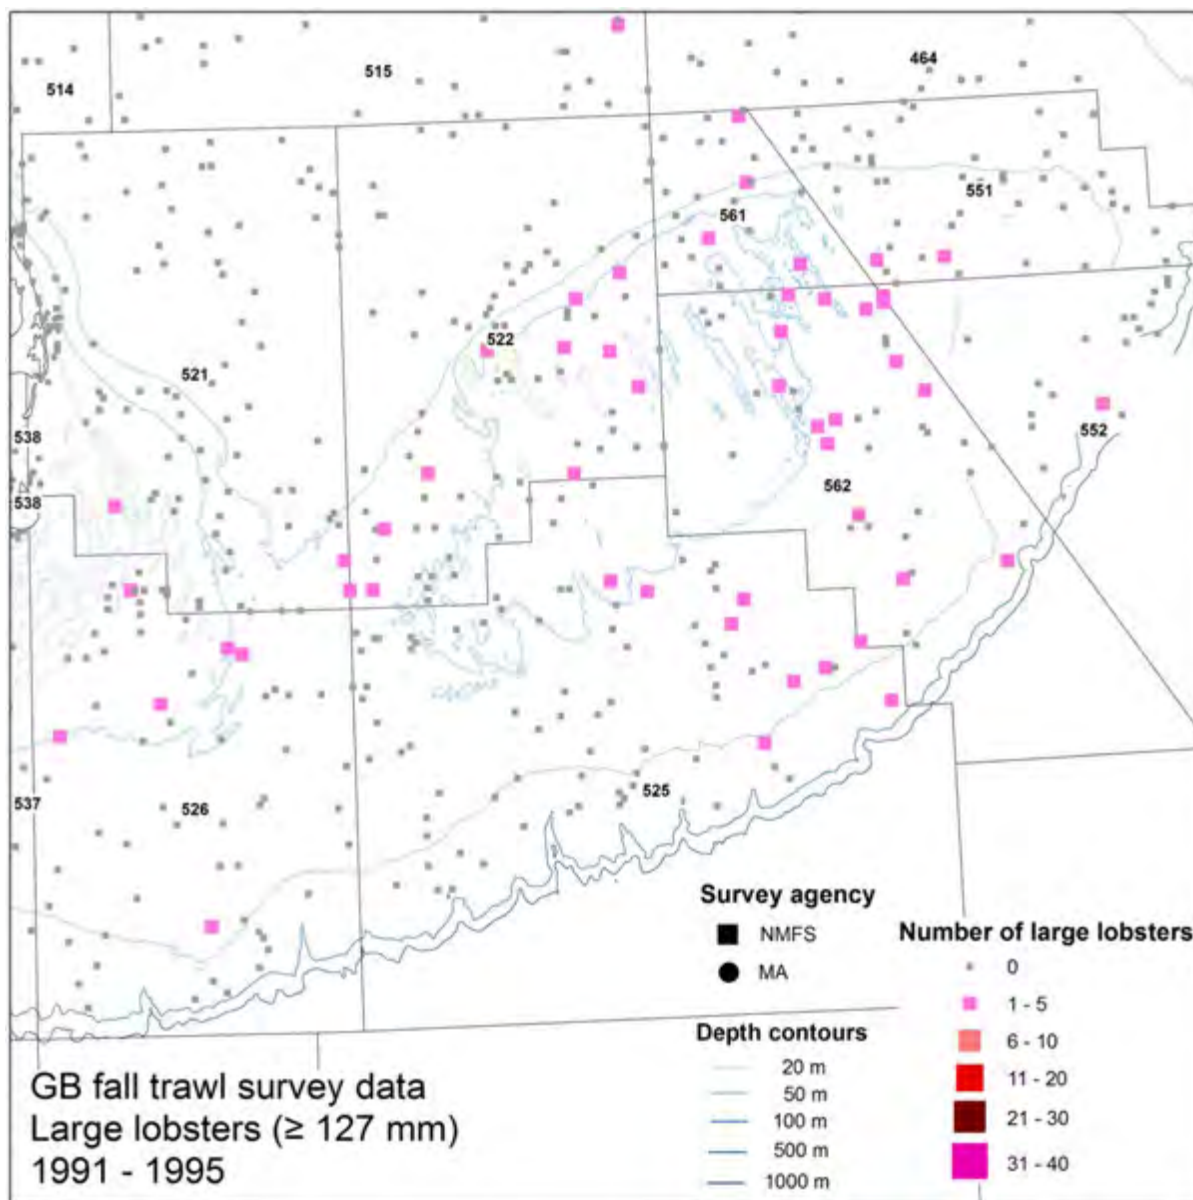 515
464
514
551
561
522
521
538
552
562
538
525
537
526
Survey agency
NMFS
MA
Number of large lobsters
0
1 - 5
6 - 10
11 - 20
21 - 30
31 - 40
Depth contours
20 m
50 m
100 m
500 m
1000 m
GB fall trawl survey data
Large lobsters (≥ 127 mm)
1991 - 1995